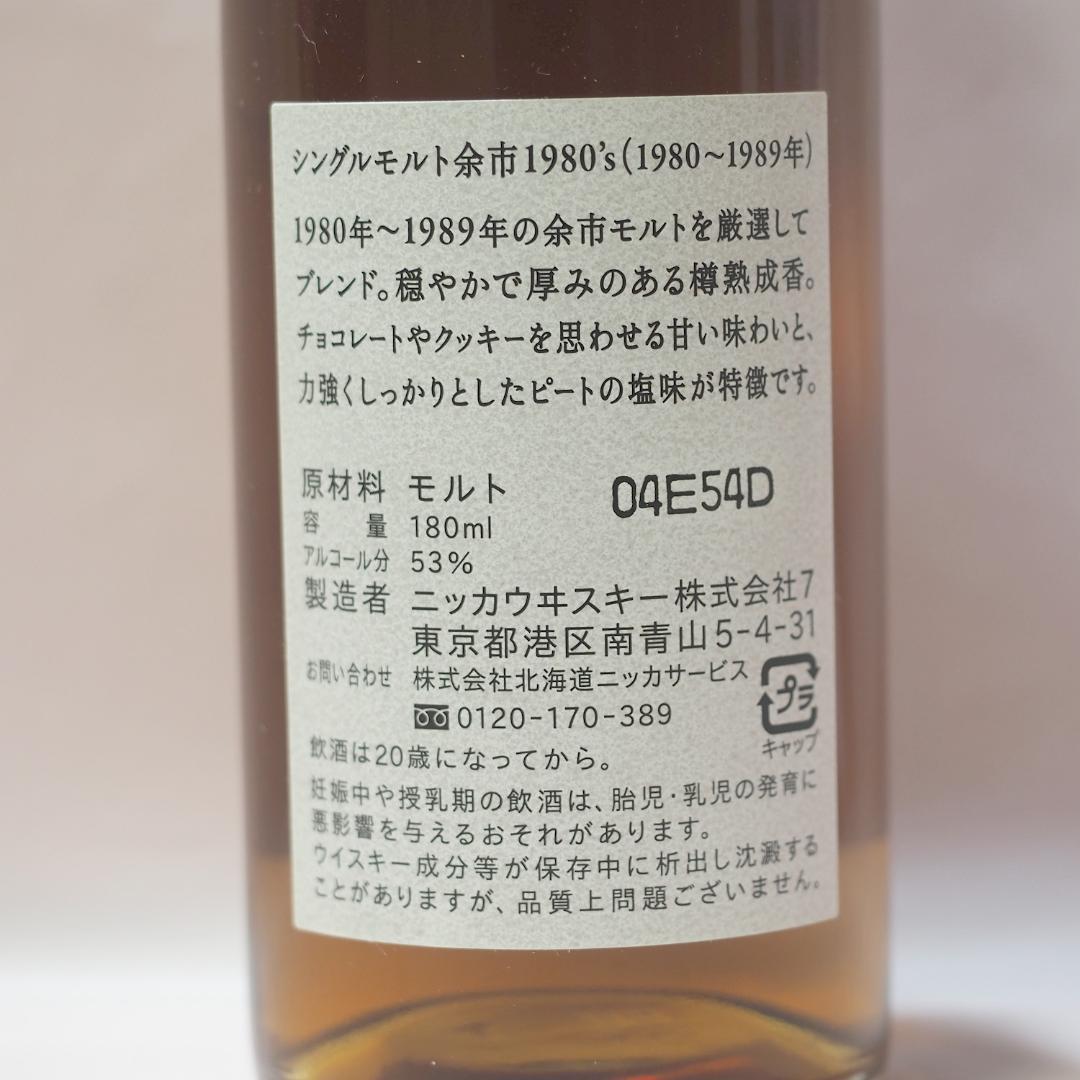 シングルモルト余市1980's(1980〜1989年)
1980年〜1989年の余市モルトを厳選して
ブレンド。穏やかで厚みのある樽熟成香。
チョコレートやクッキーを思わせる甘い味わいと、
力強くしっかりとしたピートの塩味が特徴です。
原材料 モルト 04E54D
容量 180ml
アルコール分 53%
製造者 ニッカウヰスキー株式会社7
東京都港区南青山5-4-31
お問い合わせ 株式会社北海道ニッカサービス
0120-170-389
プラ
キャップ
飲酒は20歳になってから。
妊娠中や授乳期の飲酒は、胎児・乳児の発育に
悪影響を与えるおそれがあります。
ウイスキー成分等が保存中に析出し沈澱する
ことがありますが、品質上問題ございません。